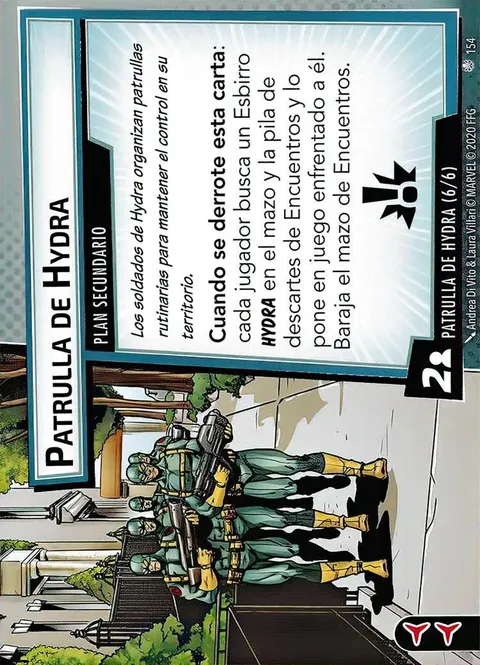 PATRULLA DE HYDRA
PLAN SECUNDARIO
Los soldados de Hydra organizan patrullas
rutinarias para mantener el control en su
territorio.
Cuando se derrote esta carta:
cada jugador busca un Esbirro
HYDRA en el mazo y la pila de
descartes de Encuentros y lo
pone en juego enfrentado a él.
Baraja el mazo de Encuentros.
2
PATRULLA DE HYDRA (6/6)
Andrea Di Vito & Laura Villari © MARVEL © 2020 FFG
154